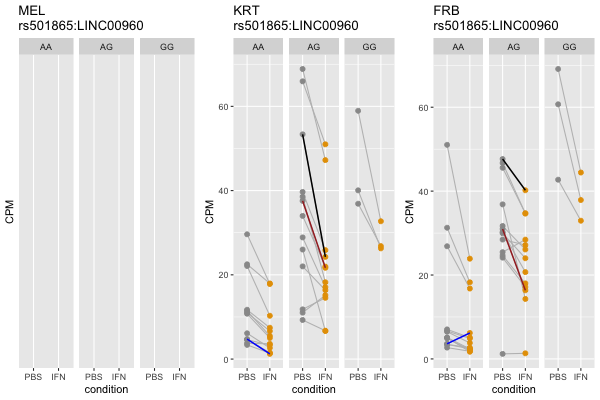 MEL
rs501865:LINC00960
AA AG GG
CPM
PBS IFN PBS IFN PBS IFN
condition
KRT
rs501865:LINC00960
AA AG GG
60
40
20
0
CPM
PBS IFN PBS IFN PBS IFN
condition
FRB
rs501865:LINC00960
AA AG GG
60
40
20
0
CPM
PBS IFN PBS IFN PBS IFN
condition